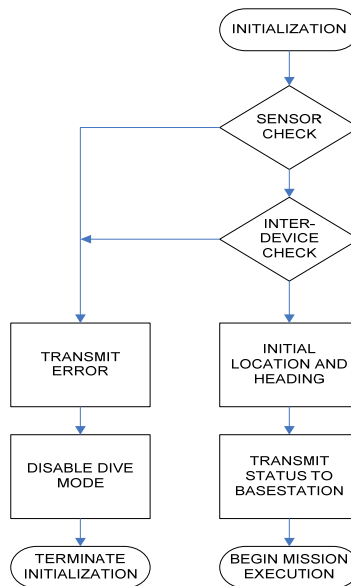 INITIALIZATION
SENSOR
CHECK
INTER-
DEVICE
CHECK
TRANSMIT
ERROR
INITIAL
LOCATION AND
HEADING
DISABLE DIVE
MODE
TRANSMIT
STATUS TO
BASESTATION
TERMINATE
INITIALIZATION
BEGIN MISSION
EXECUTION